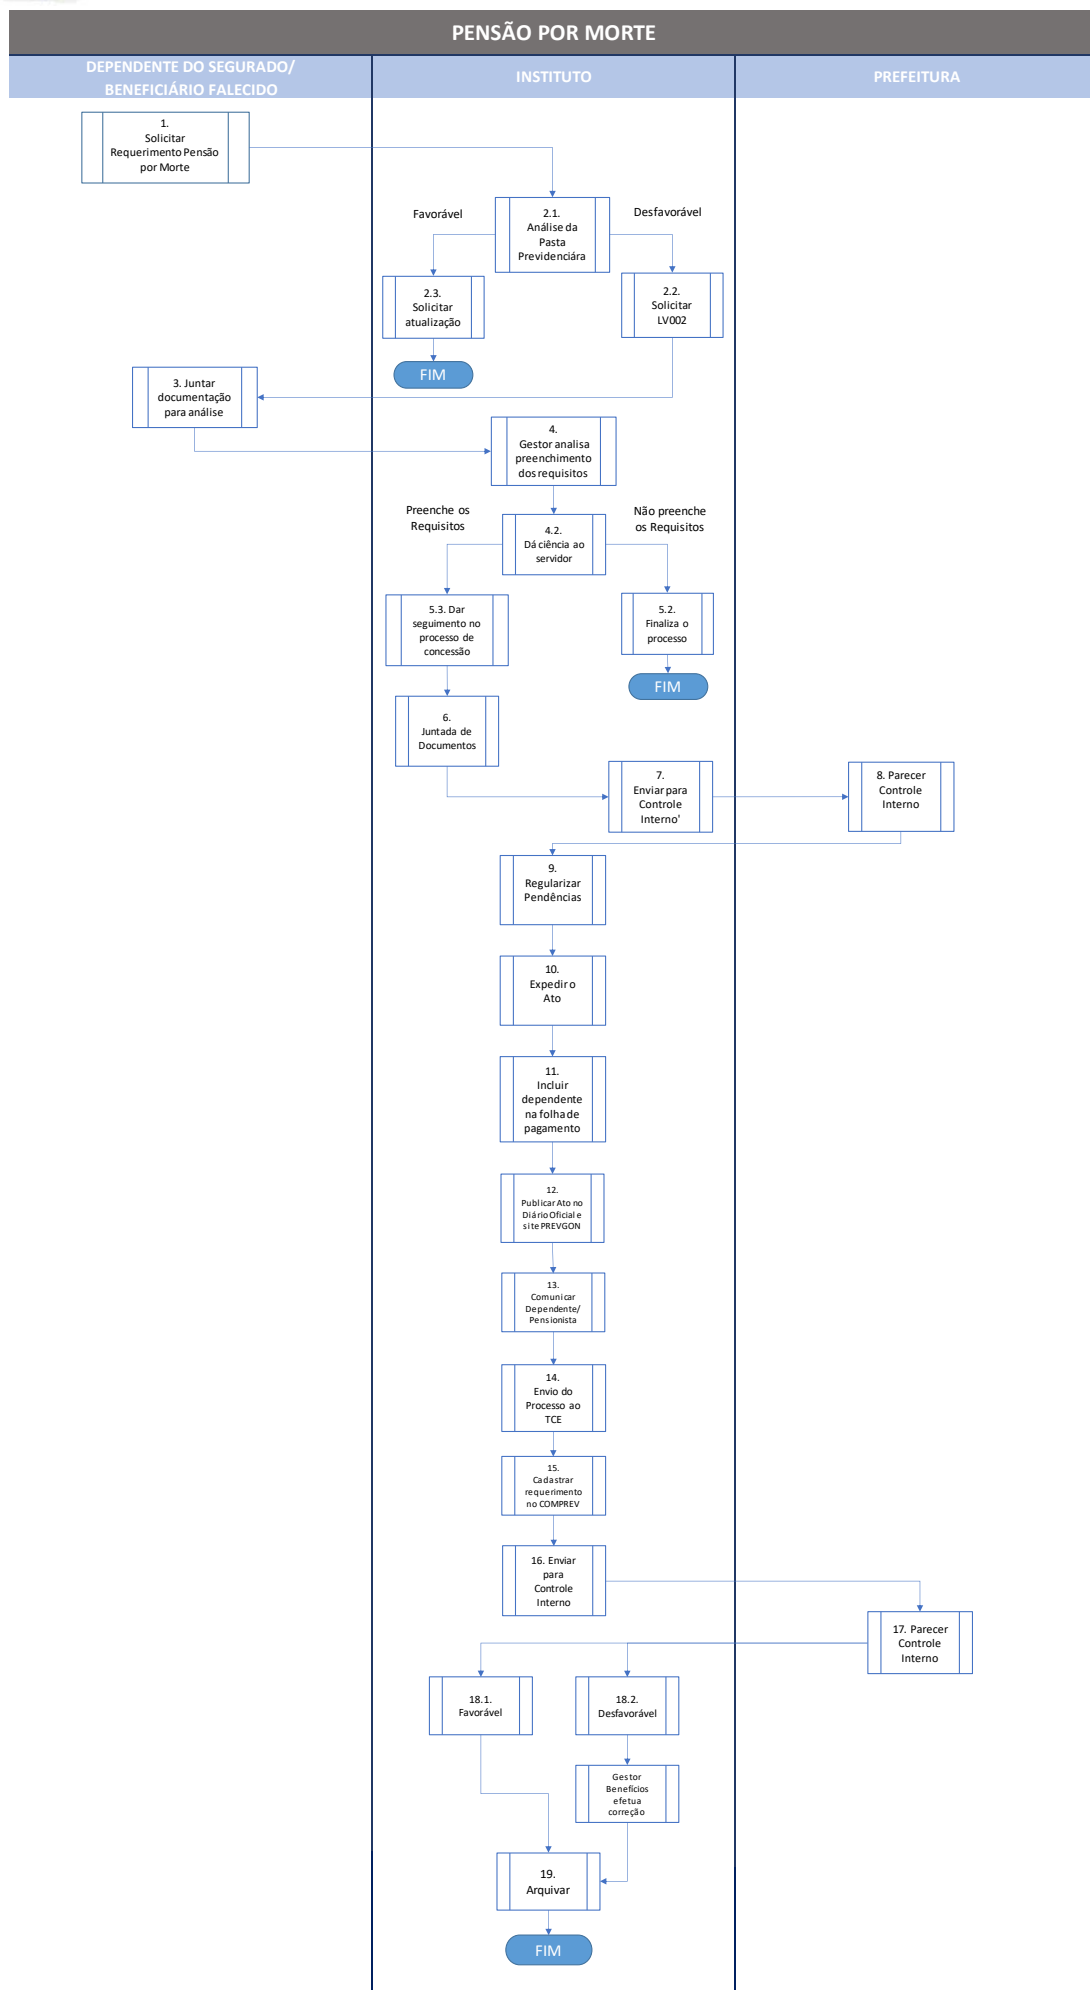 PENSÃO POR MORTE
DEPENDENTE DO SEGURADO/
BENEFICIÁRIO FALECIDO
INSTITUTO
PREFEITURA
1.
Solicitar
Requerimento Pensão
por Morte
Favorável
2.1.
Análise da
Pasta
Previdenciára
Desfavorável
2.3.
Solicitar
atualização
2.2.
Solicitar
LV002
FIM
3. Juntar
documentação
para análise
4.
Gestor analisa
preenchimento
dos requisitos
Preenche os
Requisitos
4.2.
Dá ciência ao
servidor
Não preenche
os Requisitos
5.3. Dar
seguimento no
processo de
concessão
5.2.
Finaliza o
processo
FIM
6.
Juntada de
Documentos
7.
Enviar para
Controle
Interno'
8. Parecer
Controle
Interno
9.
Regularizar
Pendências
10.
Expedir o
Ato
11.
Incluir
dependente
na folha de
pagamento
12.
Publicar Ato no
Diário Oficial e
site PREVGON
13.
Comunicar
Dependente/
Pensionista
14.
Envio do
Processo ao
TCE
15.
Cadastrar
requerimento
no COMPREV
16. Enviar
para
Controle
Interno
17. Parecer
Controle
Interno
18.1.
Favorável
18.2.
Desfavorável
Gestor
Benefícios
efetua
correção
19.
Arquivar
FIM